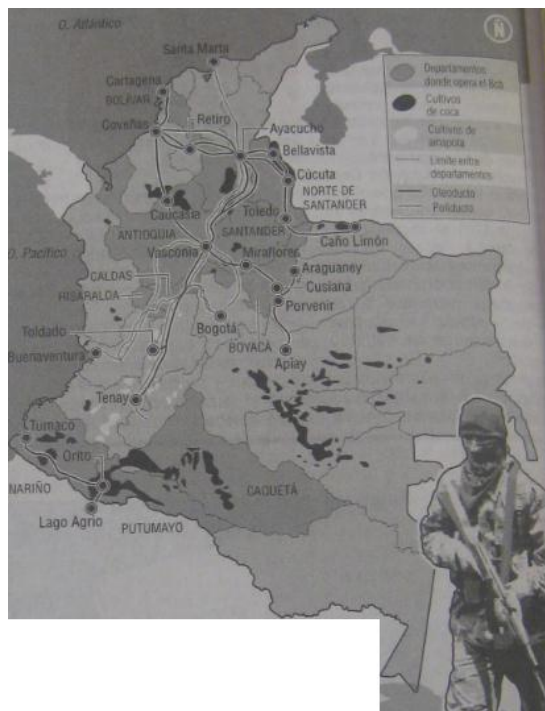 O. Atlántico
Ñ
Santa Marta
Cartagena
BOLÍVAR
Coveñas
Retiro
Ayacucho
Bellavista
Cúcuta
NORTE DE
SANTANDER
Caucasia
Toledo
SANTANDER
Caño Limón
ANTIOQUIA
O. Pacífico
Vasconia
Miraflores
Araguaney
CALDAS
Cusiana
RISARALDA
Porvenir
Toldado
Bogotá
BOYACÁ
Buenaventura
Apiay
Tenay
Tumaco
Orito
NARIÑO
CAQUETÁ
Lago Agrio
PUTUMAYO
Departamentos
donde opera el Bcb
Cultivos
de coca
Cultivos de
amapola
Límite entre
departamentos
Oleoducto
Poliducto